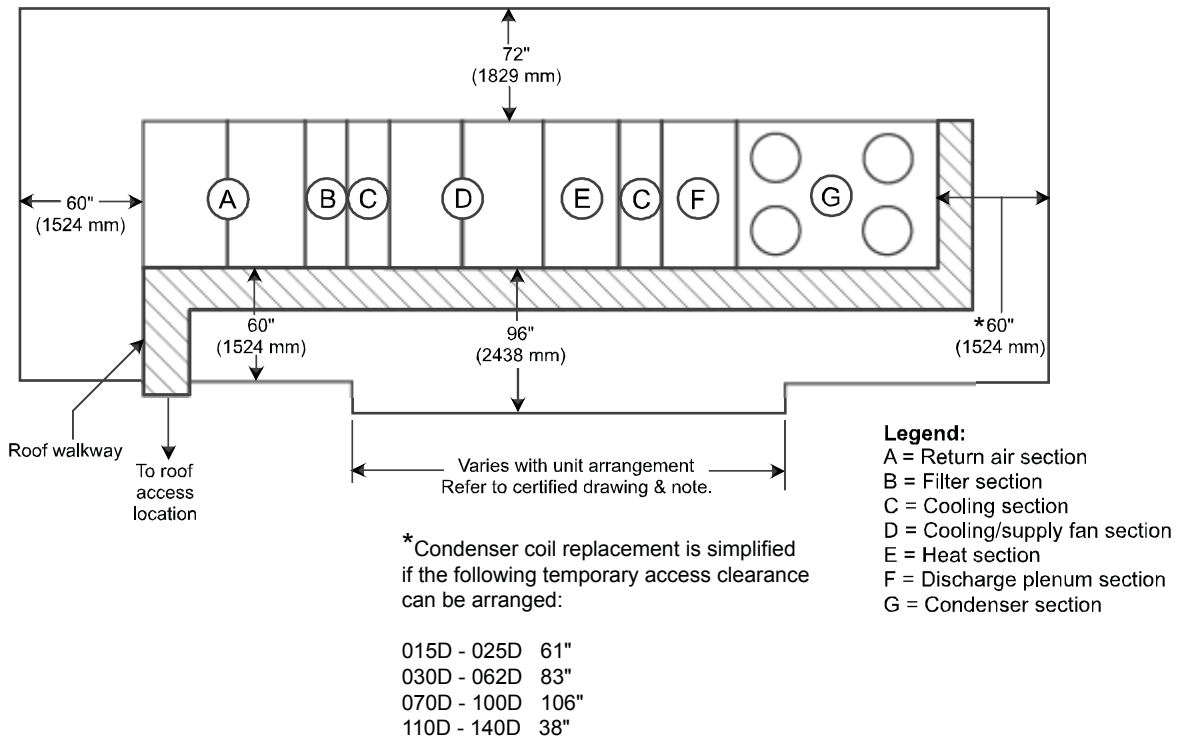 72"
(1829 mm)
A
B
C
D
E
C
F
G
60"
(1524 mm)
60"
(1524 mm)
96"
(2438 mm)
*60"
(1524 mm)
Roof walkway
To roof
access
location
Varies with unit arrangement
Refer to certified drawing & note.
Legend:
A = Return air section
B = Filter section
C = Cooling section
D = Cooling/supply fan section
E = Heat section
F = Discharge plenum section
G = Condenser section
*Condenser coil replacement is simplified
if the following temporary access clearance
can be arranged:
015D - 025D 61"
030D - 062D 83"
070D - 100D 106"
110D - 140D 38"